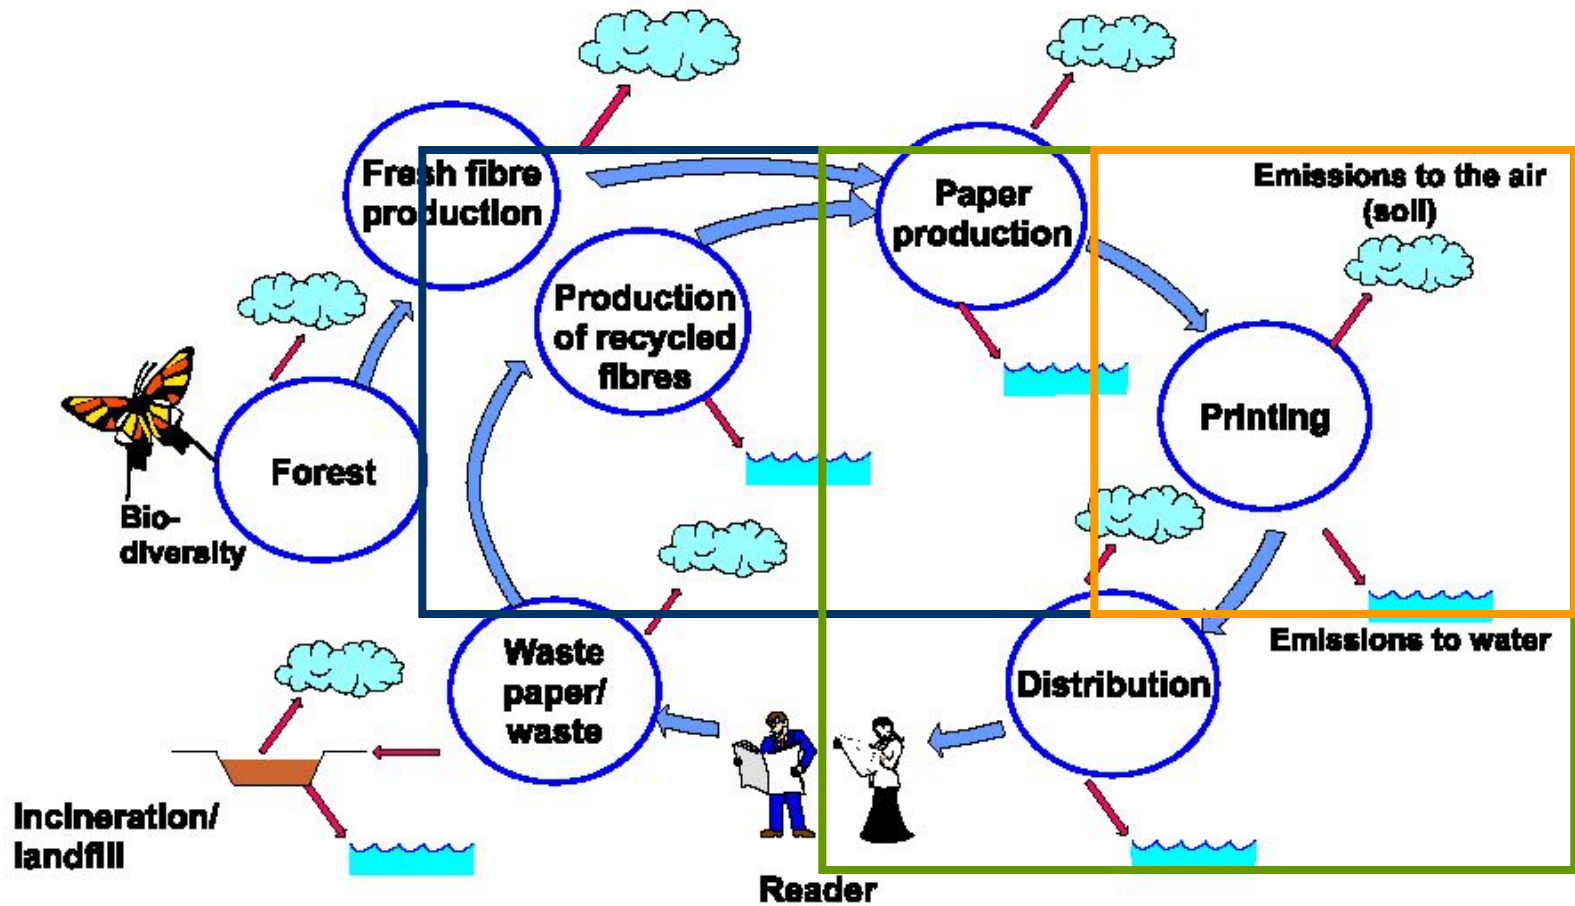 Fresh fibre
production
Paper
production
Emissions to the air
(soil)
Production
of recycled
fibres
Printing
Forest
Bio-
diversity
Waste
paper/
waste
Distribution
Emissions to water
Incineration/
landfill
Reader